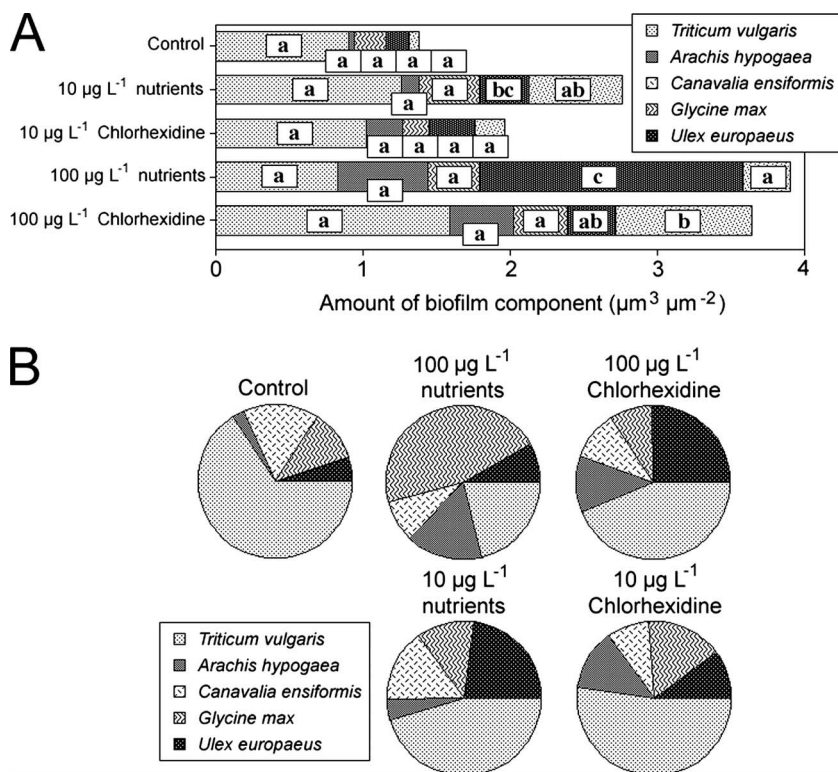 A
Control
a
a a a a
10 µg L-1 nutrients
a a bc ab
a
10 µg L-1 Chlorhexidine
a
a a a a
100 µg L-1 nutrients
a a c a
a
100 µg L-1 Chlorhexidine
a a ab b
a
Triticum vulgaris
Arachis hypogaea
Canavalia ensiformis
Glycine max
Ulex europaeus
0 1 2 3 4
Amount of biofilm component (µm3 µm-2)
B
Control
100 µg L-1
nutrients
100 µg L-1
Chlorhexidine
10 µg L-1
nutrients
10 µg L-1
Chlorhexidine
Triticum vulgaris
Arachis hypogaea
Canavalia ensiformis
Glycine max
Ulex europaeus